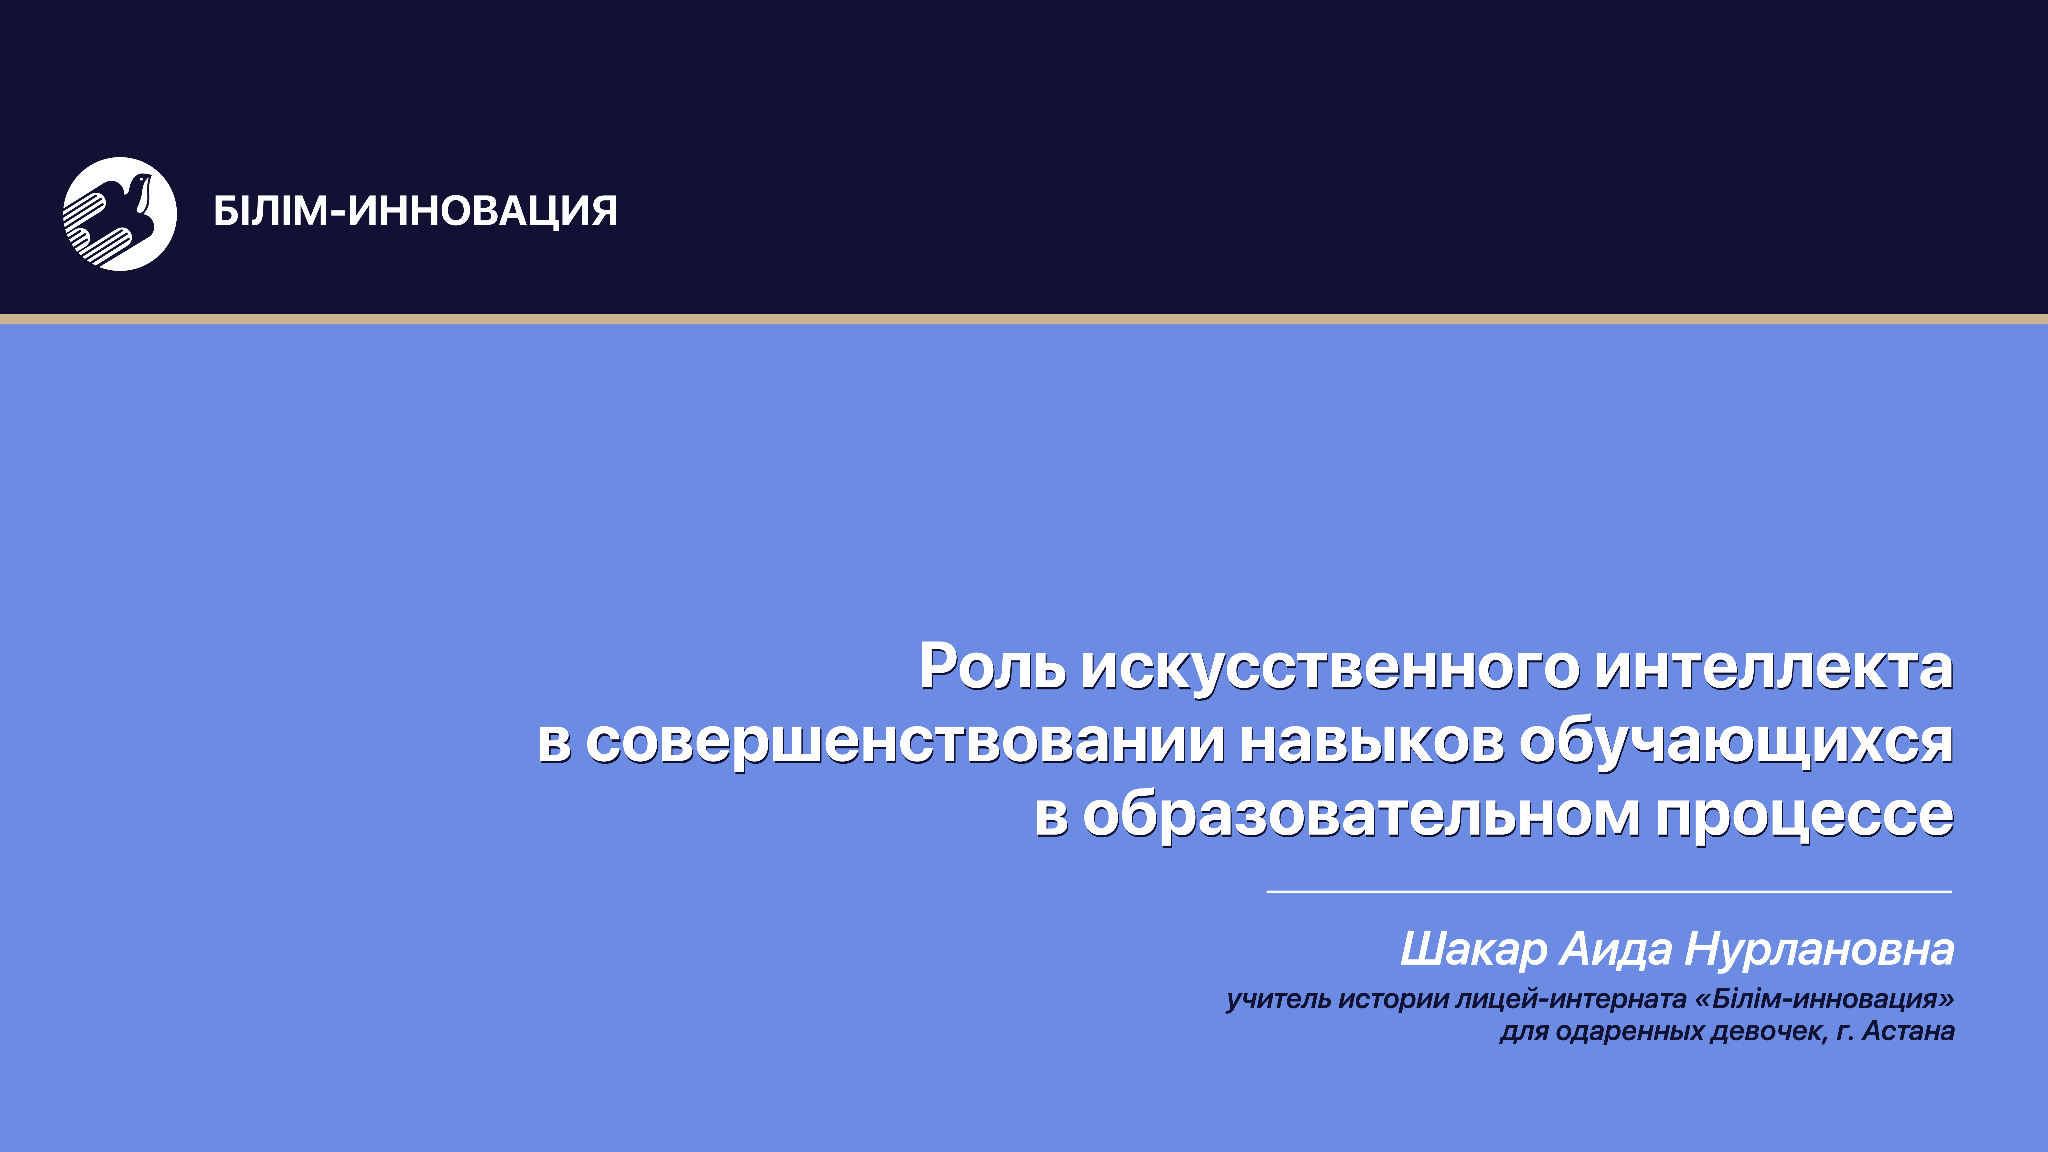 БІЛІМ-ИННОВАЦИЯ
Роль искусственного интеллекта
в совершенствовании навыков обучающихся
в образовательном процессе
Шакар Аида Нурлановна
учитель истории лицей-интерната «Білім-инновация»
для одаренных девочек, г. Астана